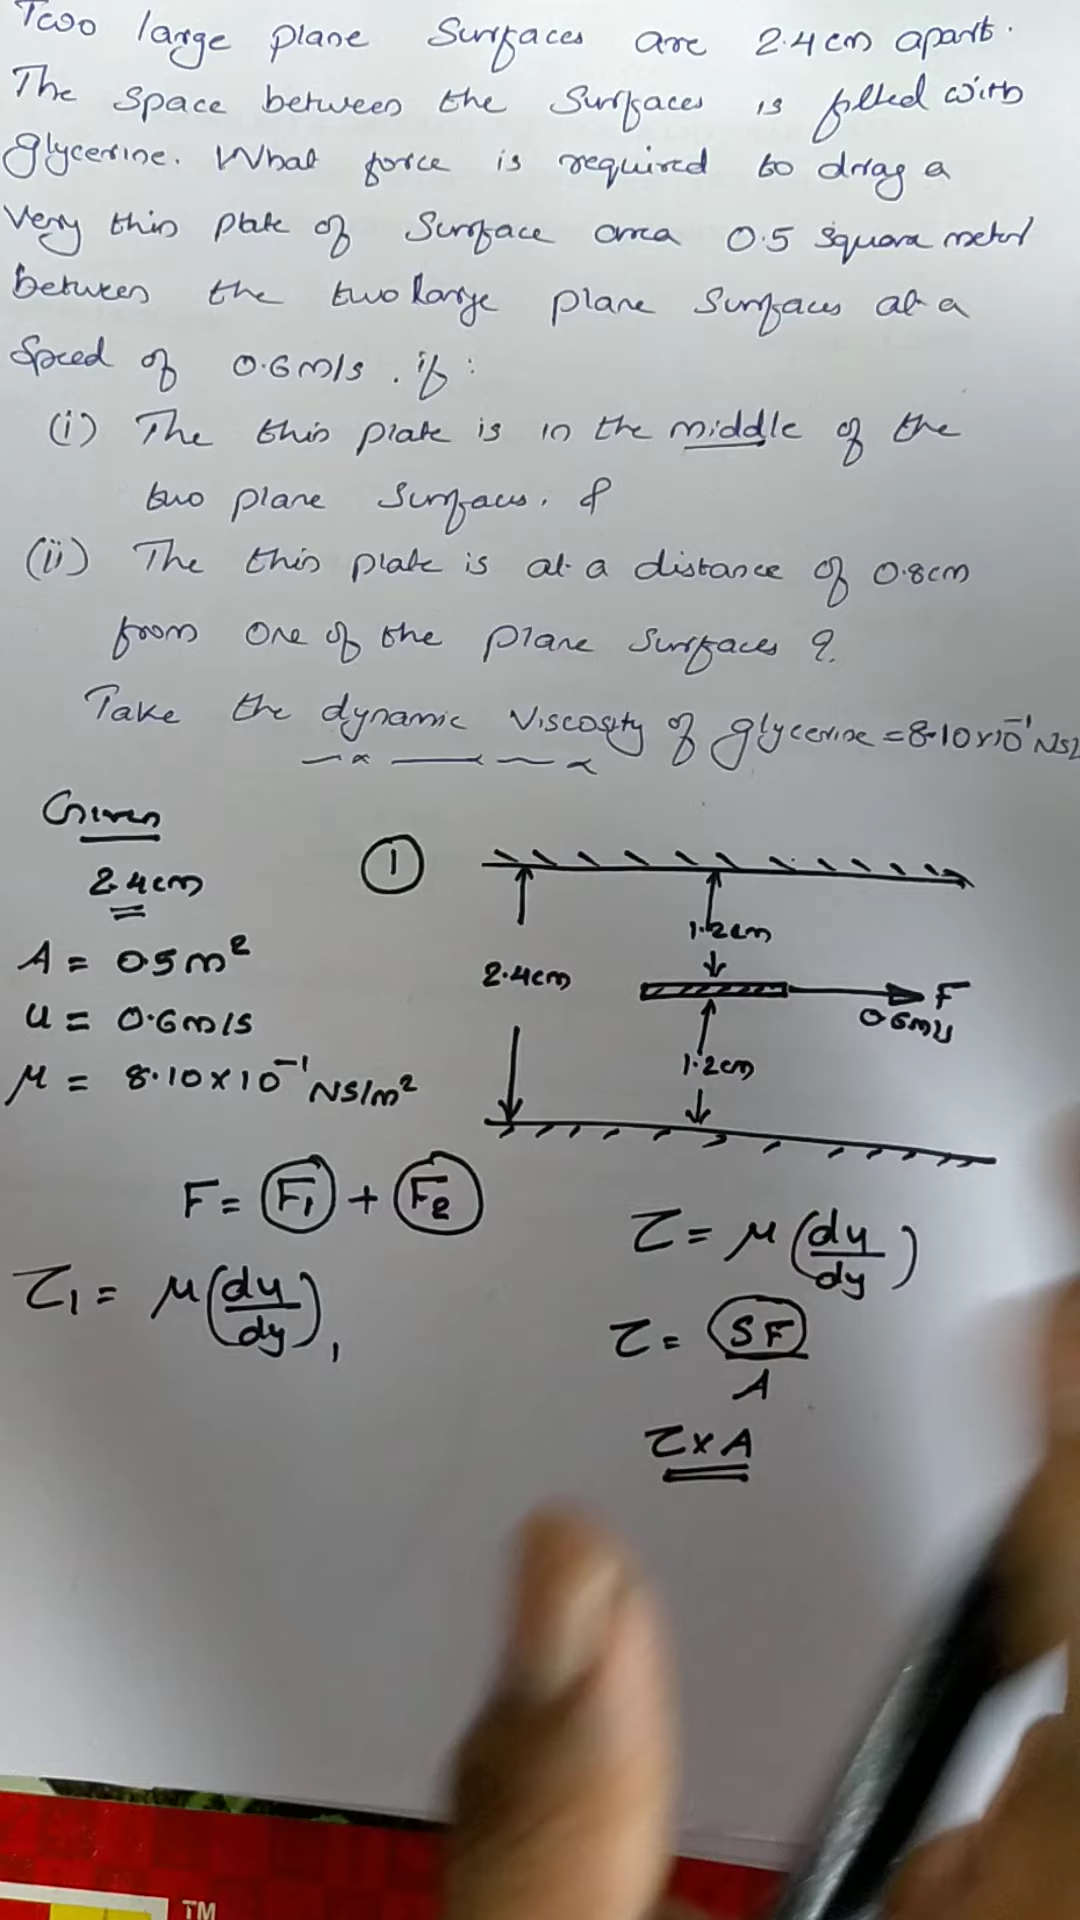 Two large plane Surfaces are 2.4cm apart.
The space between the Surfaces is filled with
glycerine. What force is required to drag a
Very thin plate of Surface area 0.5 Square meter
between the two large plane Surfaces at a
Speed of 0.6m/s. if:
(i) The thin plate is in the middle of the
two plane Surfaces. &
(ii) The thin plate is at a distance of 0.8cm
from One of the plane Surfaces ?
Take the dynamic Viscosity of glycerine = 8.10x10⁻¹ NS/
Given
2.4cm
A = 0.5m²
u = 0.6m/s
μ = 8.10x10⁻¹ NS/m²
①
1.2cm
2.4cm
F
0.6m/s
1.2cm
F = F₁ + F₂
τ₁ = μ(du/dy)₁
τ = μ(du/dy)
τ = SF/A
τ x A
TM